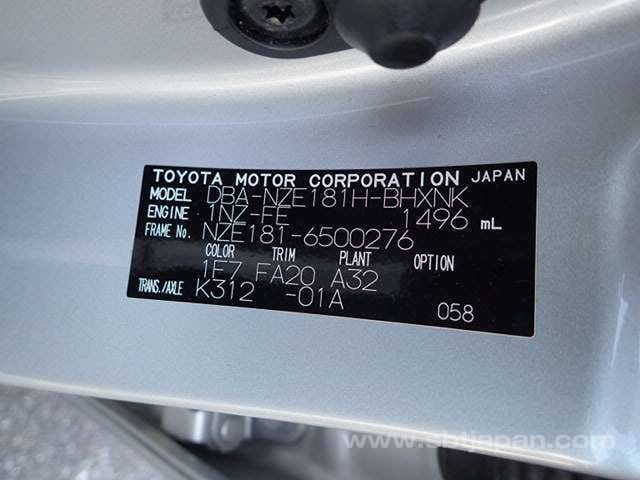 TOYOTA MOTOR CORPORATION JAPAN
MODEL DBA-NZE181H-BHXNK
ENGINE 1NZ-FE 1496 mL
FRAME No. NZE181-6500276
COLOR TRIM PLANT OPTION
1E7 FA20 A32
TRANS./AXLE K312 -01A
058
www.sbtjapan.com